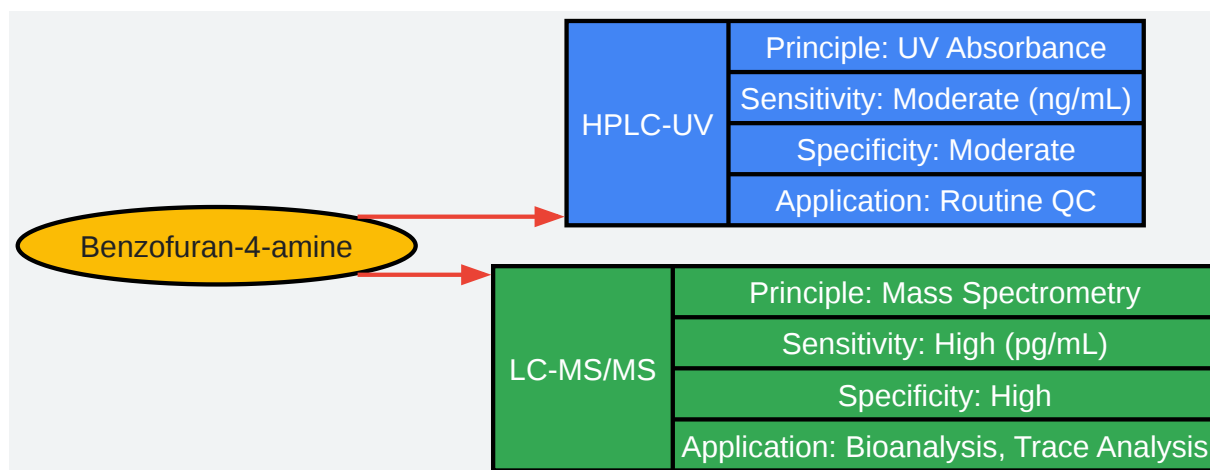 Benzofuran-4-amine
HPLC-UV
Principle: UV Absorbance
Sensitivity: Moderate (ng/mL)
Specificity: Moderate
Application: Routine QC
LC-MS/MS
Principle: Mass Spectrometry
Sensitivity: High (pg/mL)
Specificity: High
Application: Bioanalysis, Trace Analysis